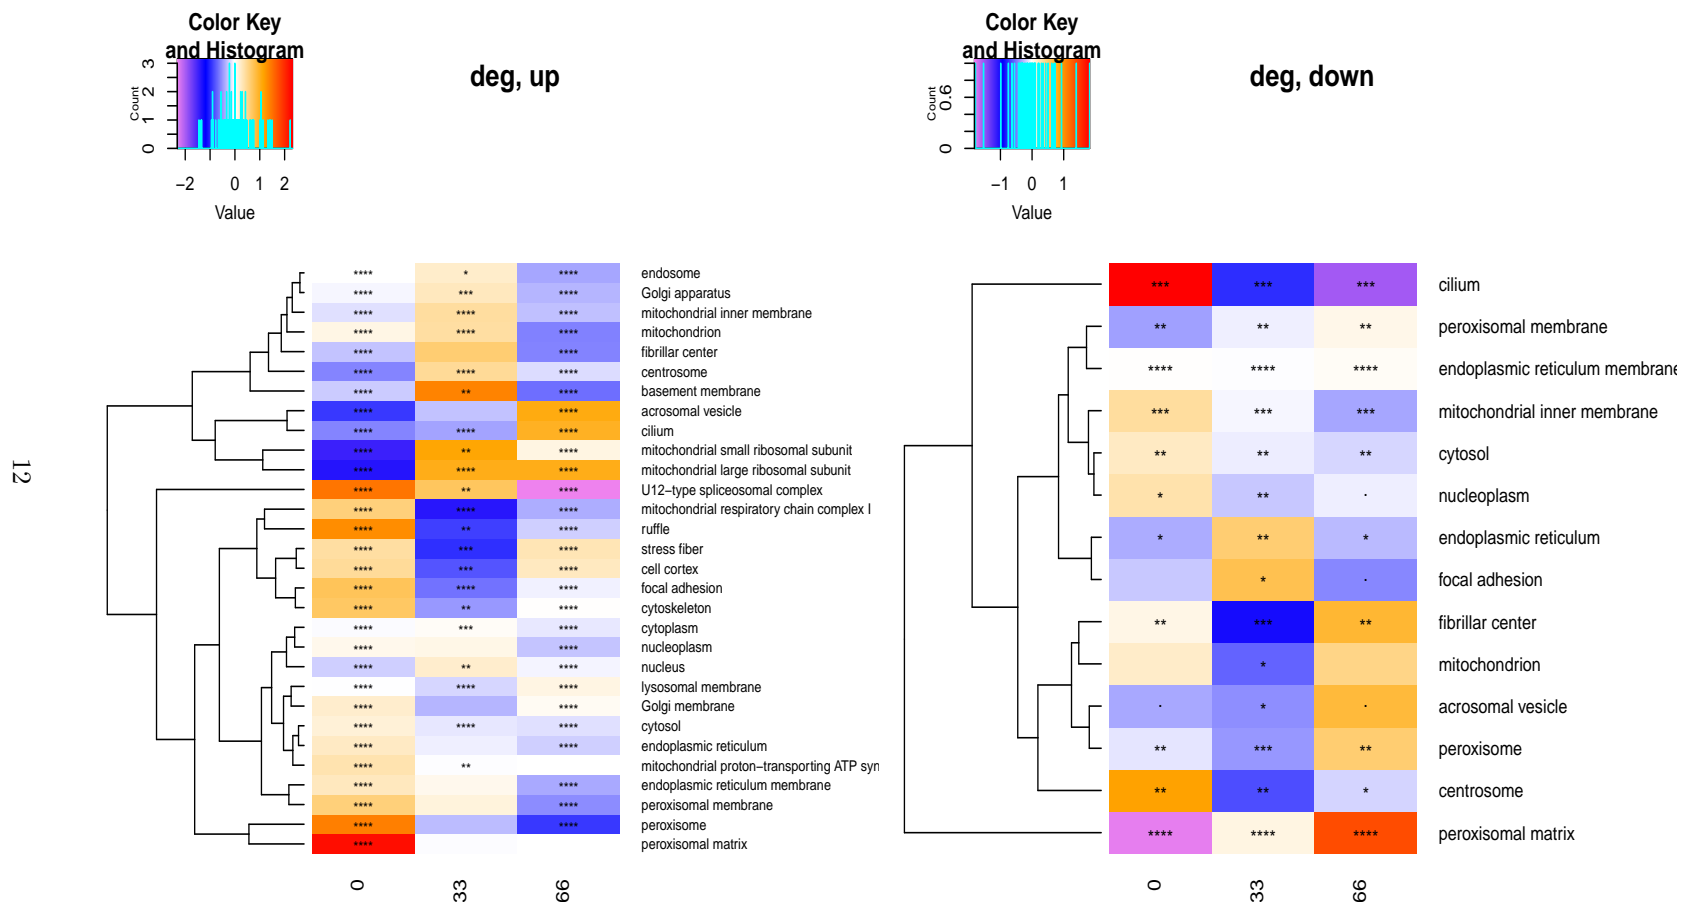 Color Key
and Histogram
Count
0 1 2 3
−2 0 1 2
Value
deg, up
**** * **** endosome
**** *** **** Golgi apparatus
**** **** **** mitochondrial inner membrane
**** **** **** mitochondrion
**** **** fibrillar center
**** **** **** centrosome
**** ** **** basement membrane
**** **** acrosomal vesicle
**** **** **** cilium
**** ** **** mitochondrial small ribosomal subunit
**** **** **** mitochondrial large ribosomal subunit
**** ** **** U12−type spliceosomal complex
**** **** **** mitochondrial respiratory chain complex I
**** ** **** ruffle
**** *** **** stress fiber
**** *** **** cell cortex
**** **** **** focal adhesion
**** ** **** cytoskeleton
**** *** **** cytoplasm
**** **** nucleoplasm
**** ** **** nucleus
**** **** **** lysosomal membrane
**** **** Golgi membrane
**** **** **** cytosol
**** **** endoplasmic reticulum
**** ** mitochondrial proton−transporting ATP syn
**** **** endoplasmic reticulum membrane
**** **** peroxisomal membrane
**** **** peroxisome
**** peroxisomal matrix
0 33 66
Color Key
and Histogram
Count
0 0.6
−1 0 1
Value
deg, down
*** *** *** cilium
** ** ** peroxisomal membrane
**** **** **** endoplasmic reticulum membrane
*** *** *** mitochondrial inner membrane
** ** ** cytosol
* ** . nucleoplasm
* ** * endoplasmic reticulum
* . focal adhesion
** *** ** fibrillar center
* mitochondrion
. * . acrosomal vesicle
** *** ** peroxisome
** ** * centrosome
**** **** **** peroxisomal matrix
0 33 66
12